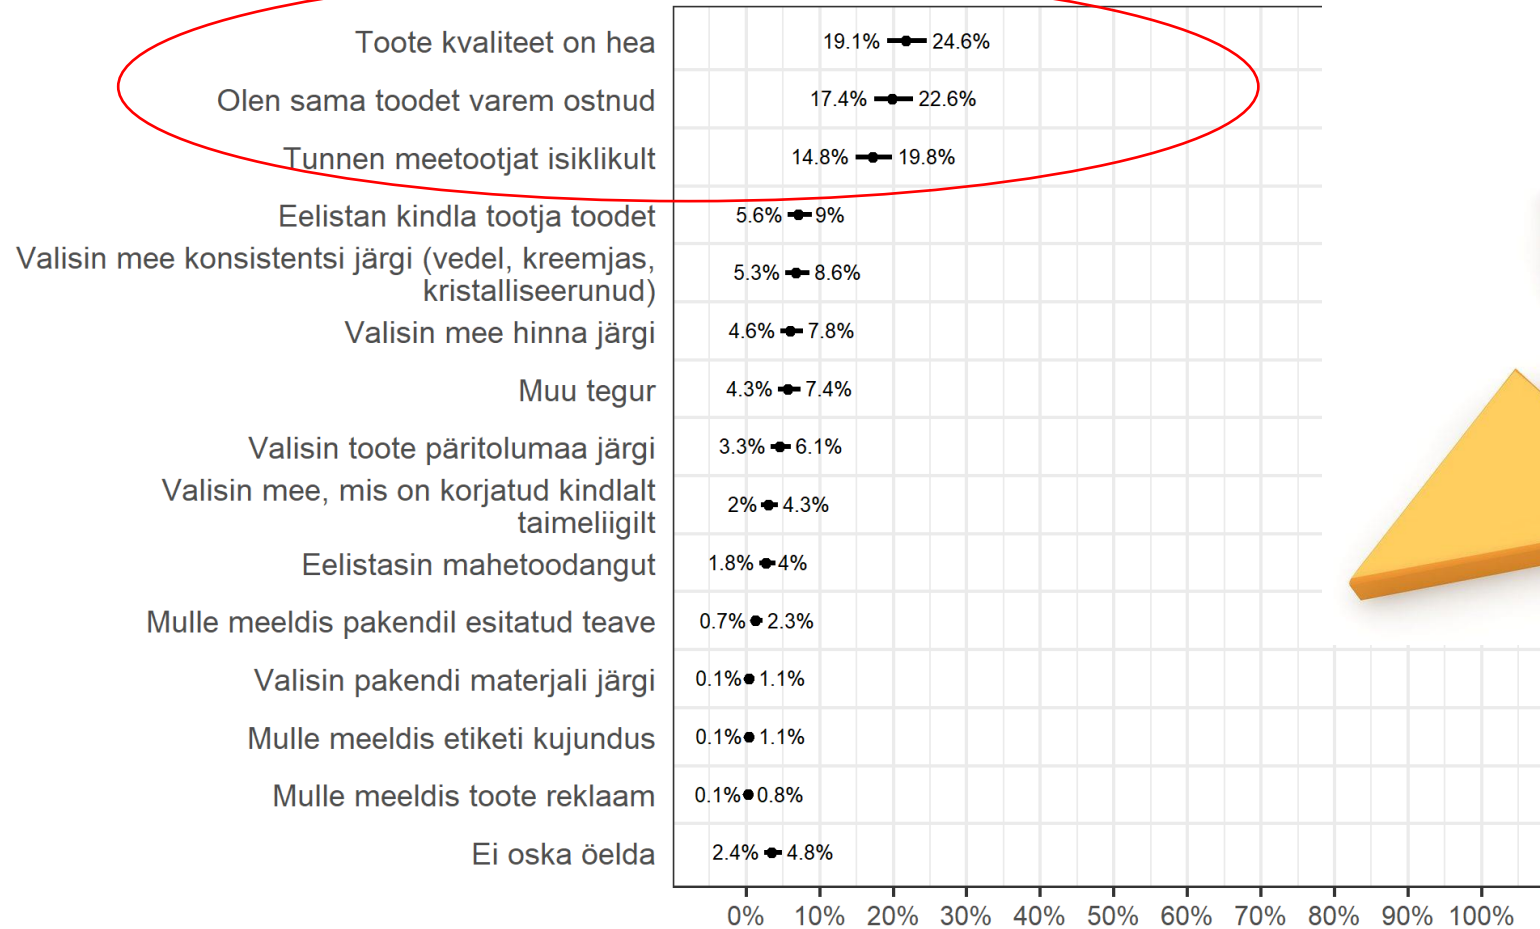 Toote kvaliteet on hea
19.1% 24.6%
Olen sama toodet varem ostnud
17.4% 22.6%
Tunnen meetootjat isiklikult
14.8% 19.8%
Eelistan kindla tootja toodet
5.6% 9%
Valisin mee konsistentsi järgi (vedel, kreemjas,
kristalliseerunud)
5.3% 8.6%
Valisin mee hinna järgi
4.6% 7.8%
Muu tegur
4.3% 7.4%
Valisin toote päritolumaa järgi
3.3% 6.1%
Valisin mee, mis on korjatud kindlalt
taimeliigilt
2% 4.3%
Eelistasin mahetoodangut
1.8% 4%
Mulle meeldis pakendil esitatud teave
0.7% 2.3%
Valisin pakendi materjali järgi
0.1% 1.1%
Mulle meeldis etiketi kujundus
0.1% 1.1%
Mulle meeldis toote reklaam
0.1% 0.8%
Ei oska öelda
2.4% 4.8%
0% 10% 20% 30% 40% 50% 60% 70% 80% 90% 100%